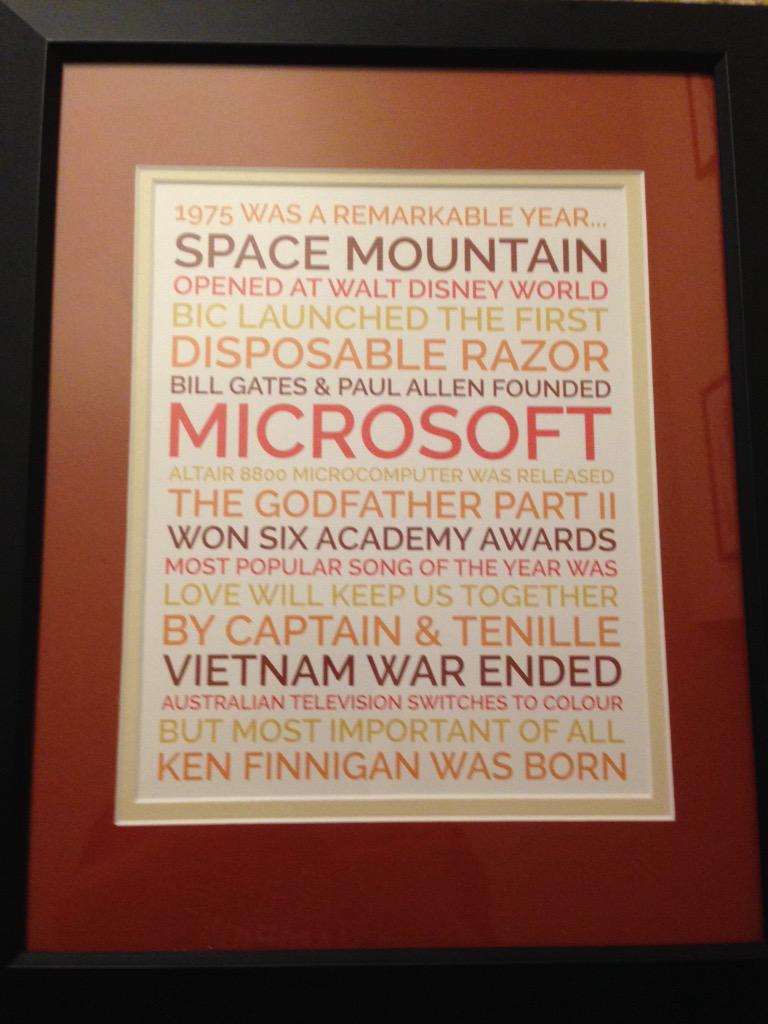 1975 WAS A REMARKABLE YEAR...
SPACE MOUNTAIN
OPENED AT WALT DISNEY WORLD
BIC LAUNCHED THE FIRST
DISPOSABLE RAZOR
BILL GATES & PAUL ALLEN FOUNDED
MICROSOFT
ALTAIR 8800 MICROCOMPUTER WAS RELEASED
THE GODFATHER PART II
WON SIX ACADEMY AWARDS
MOST POPULAR SONG OF THE YEAR WAS
LOVE WILL KEEP US TOGETHER
BY CAPTAIN & TENILLE
VIETNAM WAR ENDED
AUSTRALIAN TELEVISION SWITCHES TO COLOUR
BUT MOST IMPORTANT OF ALL
KEN FINNIGAN WAS BORN